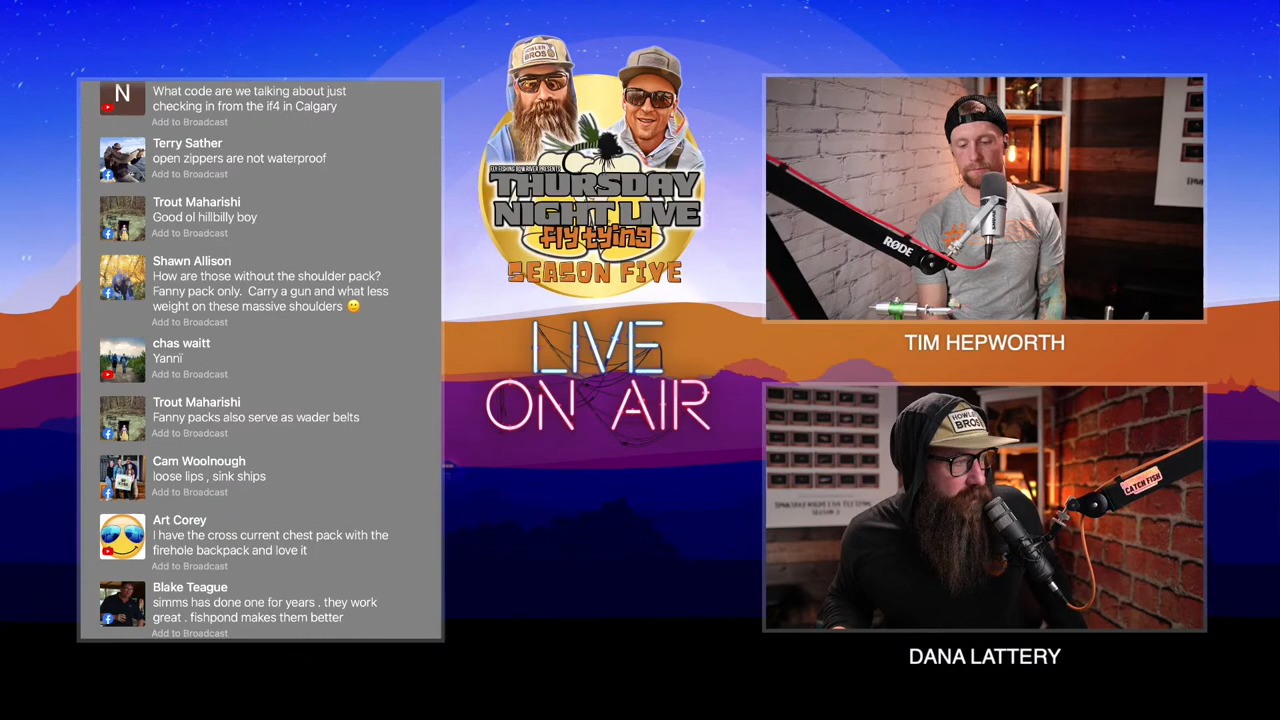 N
What code are we talking about just
checking in from the if4 in Calgary
Add to Broadcast
Terry Sather
open zippers are not waterproof
Add to Broadcast
Trout Maharishi
Good ol hillbilly boy
Add to Broadcast
Shawn Allison
How are those without the shoulder pack?
Fanny pack only. Carry a gun and what less
weight on these massive shoulders 😕
Add to Broadcast
chas waitt
Yanni
Add to Broadcast
Trout Maharishi
Fanny packs also serve as wader belts
Add to Broadcast
Cam Woolnough
loose lips , sink ships
Add to Broadcast
Art Corey
I have the cross current chest pack with the
firehole backpack and love it
Add to Broadcast
Blake Teague
simms has done one for years . they work
great . fishpond makes them better
Add to Broadcast
HOWLER
BROS
FLY FISHING BOW RIVER PRESENTS
THURSDAY
NIGHT LIVE
fly tying
SEASON FIVE
LIVE
ON AIR
RØDE
TIM HEPWORTH
HOWLER
BROS
CATCH FISH
DANA LATTERY